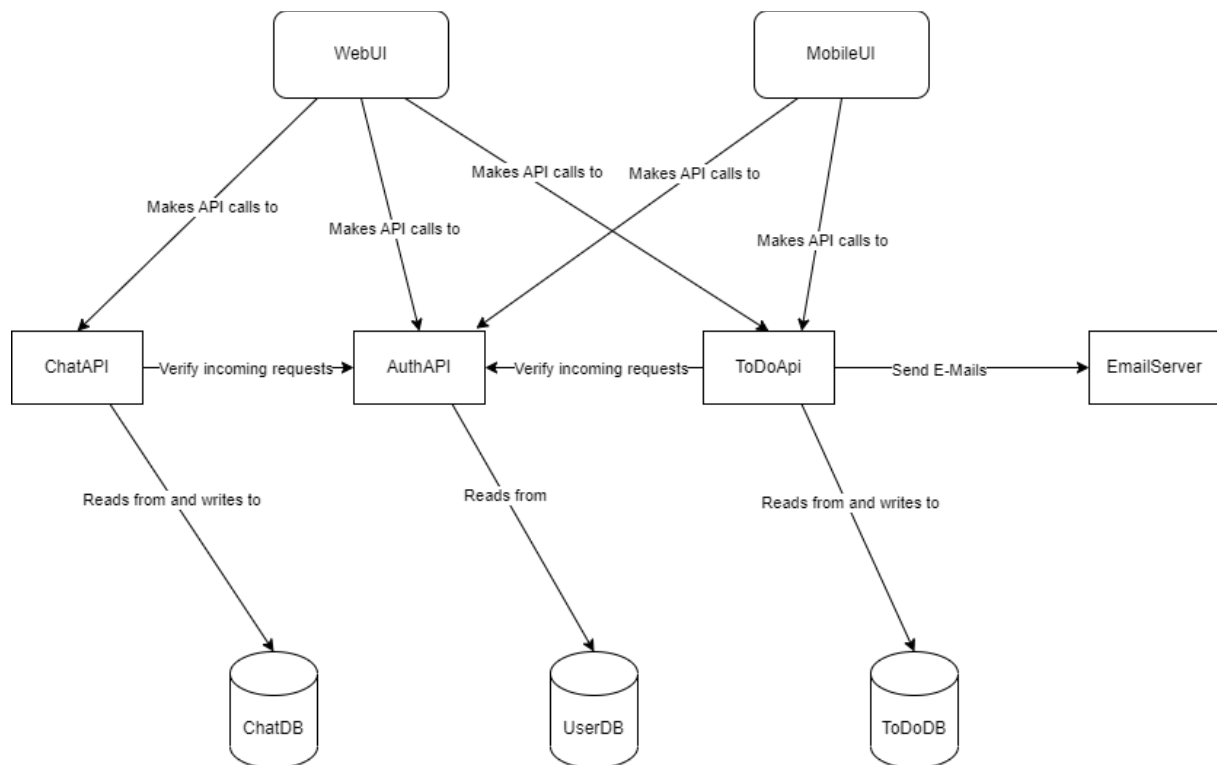 WebUI
MobileUI
Makes API calls to
Makes API calls to
Makes API calls to
Makes API calls to
Makes API calls to
ChatAPI
Verify incoming requests
AuthAPI
Verify incoming requests
ToDoApi
Send E-Mails
EmailServer
Reads from and writes to
Reads from
Reads from and writes to
ChatDB
UserDB
ToDoDB